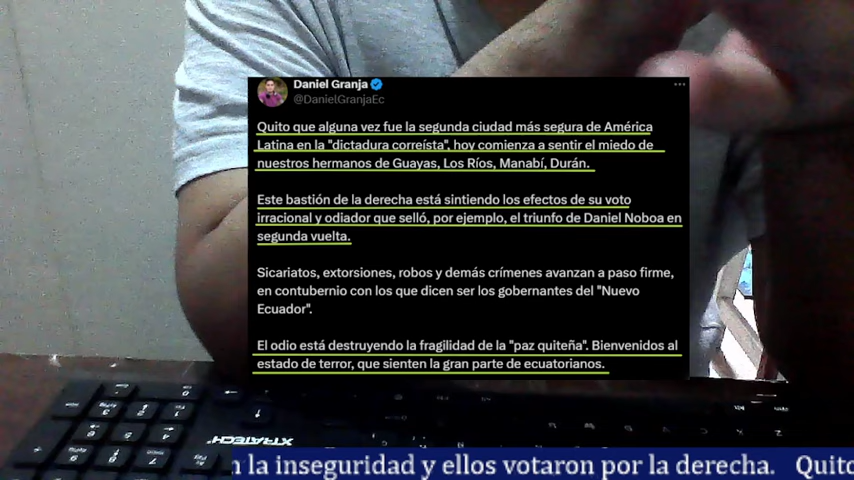 Daniel Granja
@DanielGranjaEc
Quito que alguna vez fue la segunda ciudad más segura de América
Latina en la "dictadura correísta", hoy comienza a sentir el miedo de
nuestros hermanos de Guayas, Los Ríos, Manabí, Durán.
Este bastión de la derecha está sintiendo los efectos de su voto
irracional y odiador que selló, por ejemplo, el triunfo de Daniel Noboa en
segunda vuelta.
Sicariatos, extorsiones, robos y demás crímenes avanzan a paso firme,
en contubernio con los que dicen ser los gobernantes del "Nuevo
Ecuador".
El odio está destruyendo la fragilidad de la "paz quiteña". Bienvenidos al
estado de terror, que sienten la gran parte de ecuatorianos.
XTRATECH
n la inseguridad y ellos votaron por la derecha. Quito